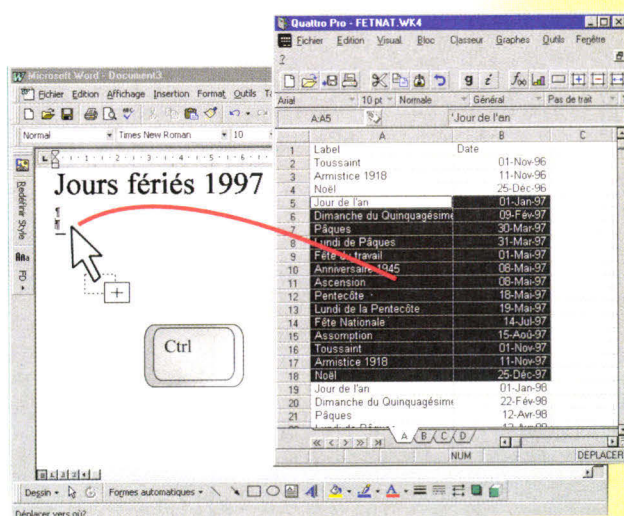 Quattro Pro - FETNAT.WK4
Fichier Edition Visual Bloc Classeur Graphes Outils Fenêtre
?
Arial 10 pt Normale Général Pas de trait
A:A5 'Jour de l'an
A B C
1 Label Date
2 Toussaint 01-Nov-96
3 Armistice 1918 11-Nov-96
4 Noël 25-Déc-96
5 Jour de l'an 01-Jan-97
6 Dimanche du Quinquagésime 09-Fév-97
7 Pâques 30-Mar-97
8 Lundi de Pâques 31-Mar-97
9 Fête du travail 01-Mai-97
10 Anniversaire 1945 08-Mai-97
11 Ascension 08-Mai-97
12 Pentecôte 18-Mai-97
13 Lundi de la Pentecôte 19-Mai-97
14 Fête Nationale 14-Jul-97
15 Assomption 15-Aoû-97
16 Toussaint 01-Nov-97
17 Armistice 1918 11-Nov-97
18 Noël 25-Déc-97
19 Jour de l'an 01-Jan-98
20 Dimanche du Quinquagésime 22-Fév-98
21 Pâques 12-Avr-98
A B C D
NUM DEPLACER
Microsoft Word - Document3
Fichier Edition Affichage Insertion Format Outils
Normal Times New Roman 10
Redéfinir Style
Jours fériés 1997
Ctrl
Dessin Formes automatiques
Déplacer vers où?